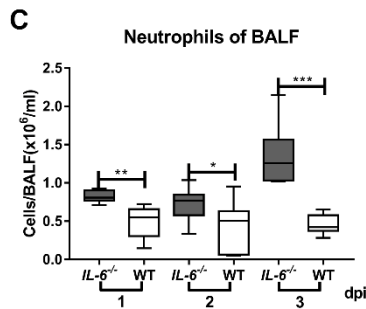 C
Neutrophils of BALF
Cells/BALF(x10⁶/ml)
2.5
2.0
1.5
1.0
0.5
0.0
** * ***
IL-6⁻/⁻ WT IL-6⁻/⁻ WT IL-6⁻/⁻ WT
1 2 3 dpi